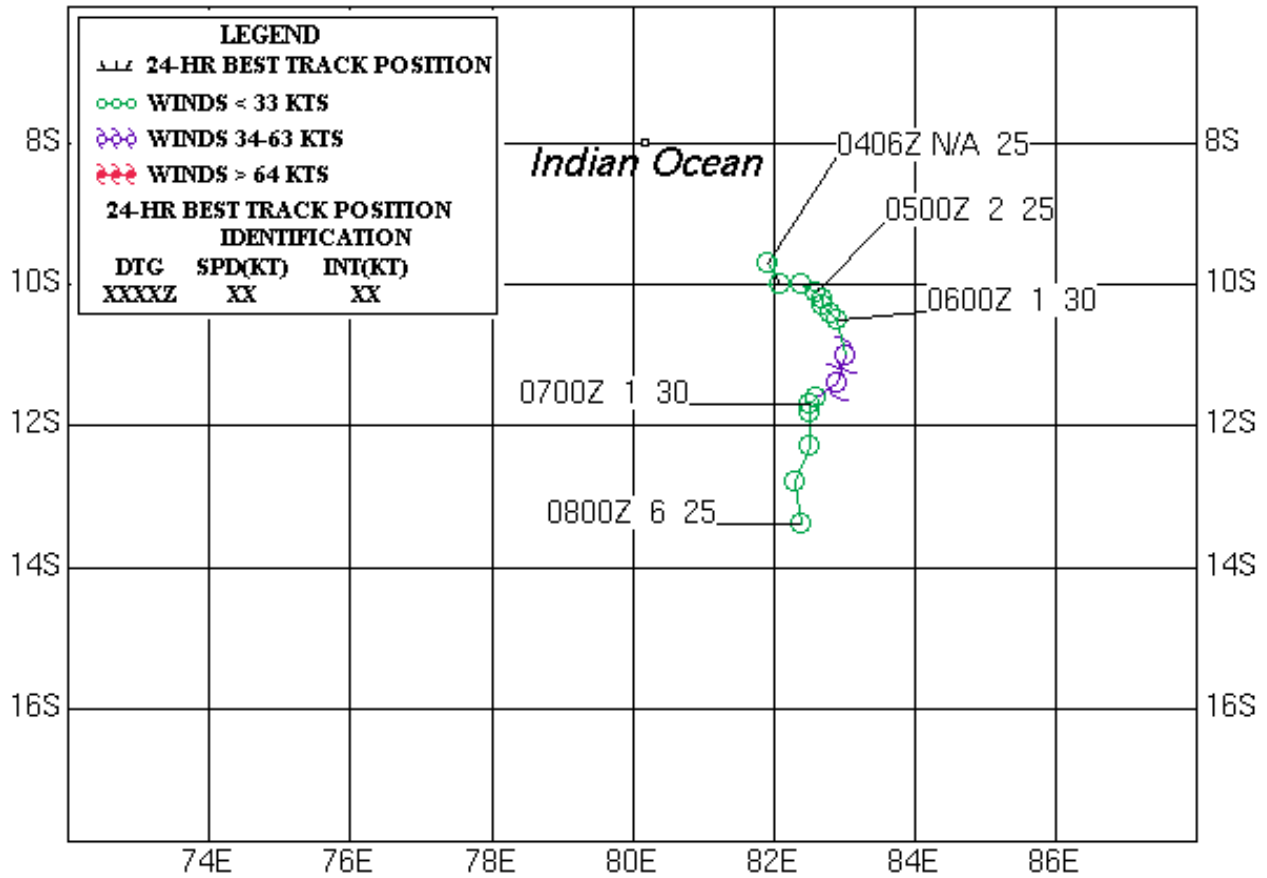 LEGEND
24-HR BEST TRACK POSITION
WINDS < 33 KTS
WINDS 34-63 KTS
WINDS > 64 KTS
24-HR BEST TRACK POSITION
IDENTIFICATION
DTG SPD(KT) INT(KT)
XXXXZ XX XX
8S 8S
Indian Ocean
0406Z N/A 25
0500Z 2 25
10S 10S
0600Z 1 30
0700Z 1 30
12S 12S
0800Z 6 25
14S 14S
16S 16S
74E 76E 78E 80E 82E 84E 86E